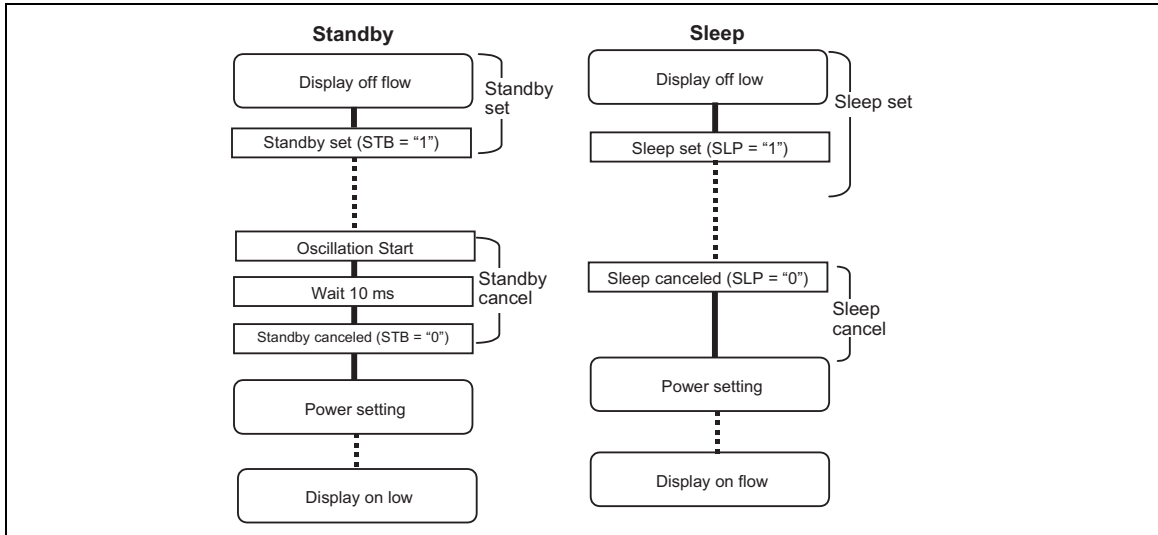 Standby
Display off flow
Standby
set
Standby set (STB = “1”)
Oscillation Start
Wait 10 ms
Standby
cancel
Standby canceled (STB = “0”)
Power setting
Display on low
Sleep
Display off low
Sleep set
Sleep set (SLP = “1”)
Sleep canceled (SLP = “0”)
Sleep
cancel
Power setting
Display on flow